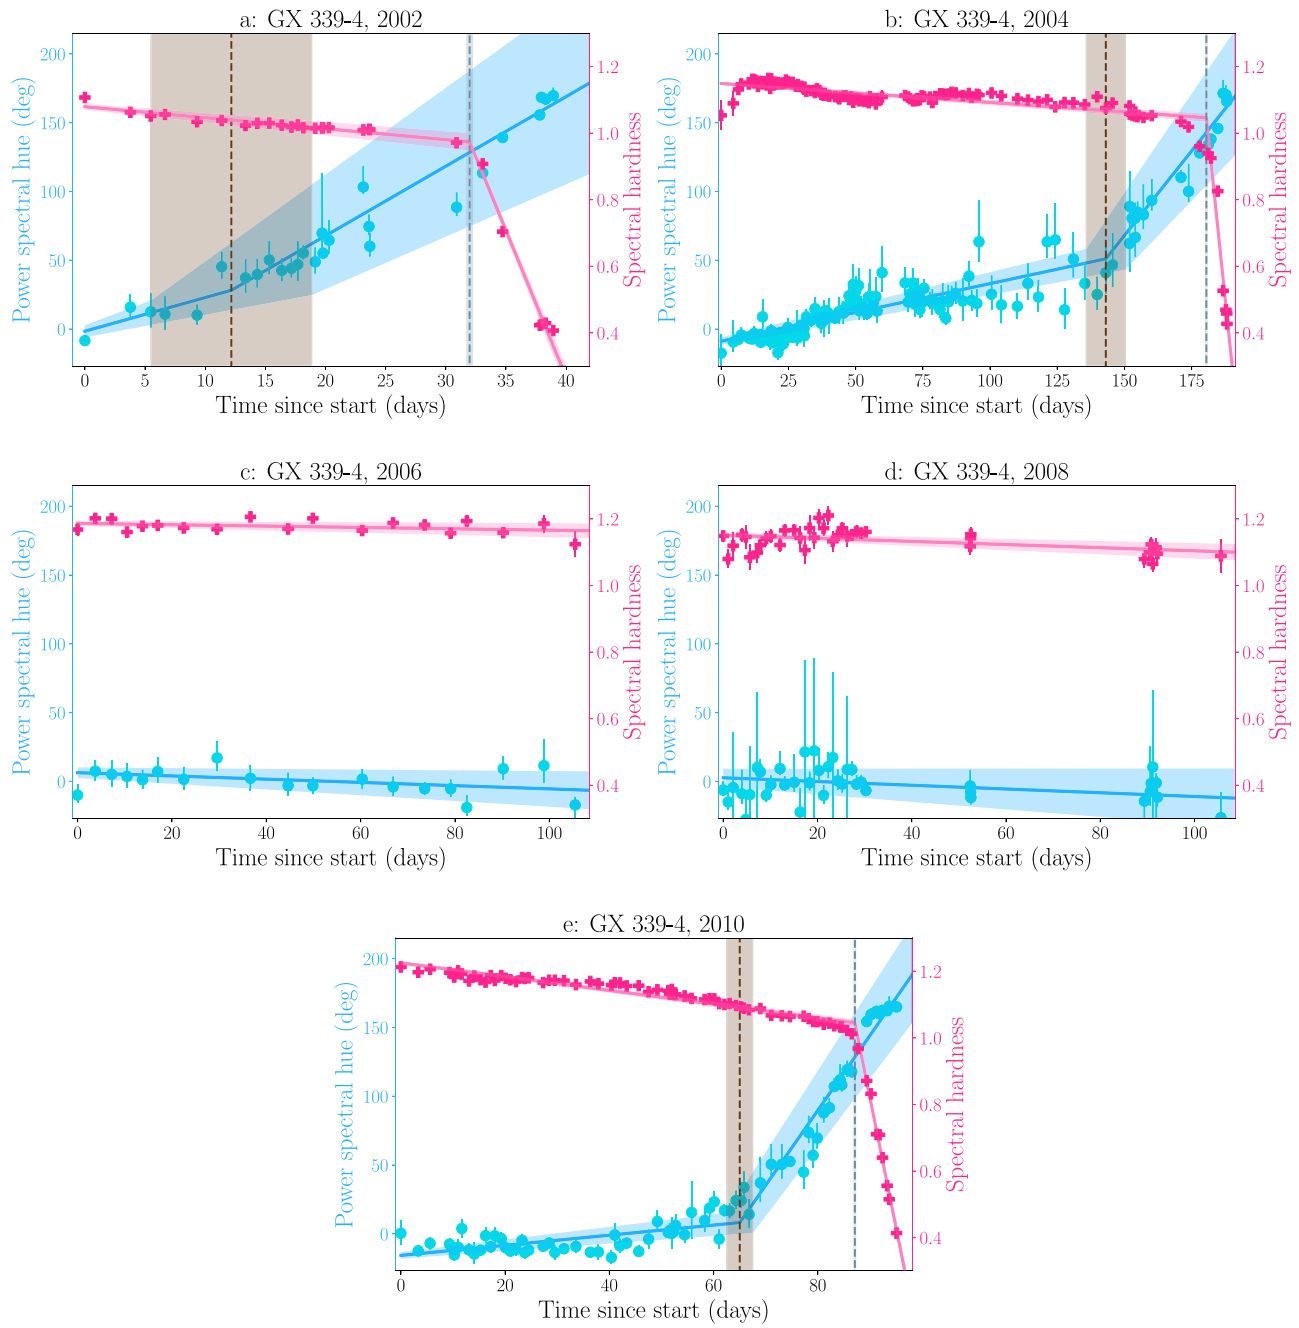 a: GX 339-4, 2002
Power spectral hue (deg)
200
150
100
50
0
1.2
1.0
0.8
0.6
0.4
Spectral hardness
0 5 10 15 20 25 30 35 40
Time since start (days)
b: GX 339-4, 2004
Power spectral hue (deg)
200
150
100
50
0
1.2
1.0
0.8
0.6
0.4
Spectral hardness
0 25 50 75 100 125 150 175
Time since start (days)
c: GX 339-4, 2006
Power spectral hue (deg)
200
150
100
50
0
1.2
1.0
0.8
0.6
0.4
Spectral hardness
0 20 40 60 80 100
Time since start (days)
d: GX 339-4, 2008
Power spectral hue (deg)
200
150
100
50
0
1.2
1.0
0.8
0.6
0.4
Spectral hardness
0 20 40 60 80 100
Time since start (days)
e: GX 339-4, 2010
Power spectral hue (deg)
200
150
100
50
0
1.2
1.0
0.8
0.6
0.4
Spectral hardness
0 20 40 60 80
Time since start (days)